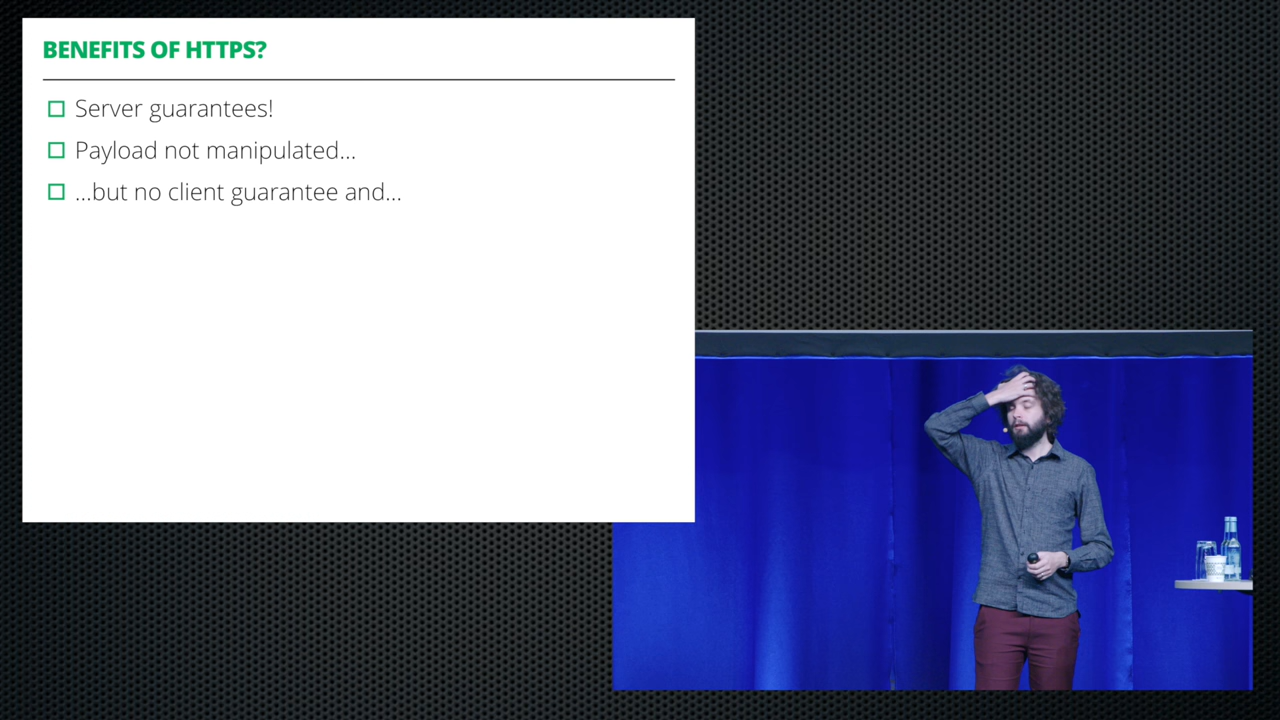 BENEFITS OF HTTPS?
Server guarantees!
Payload not manipulated...
...but no client guarantee and...